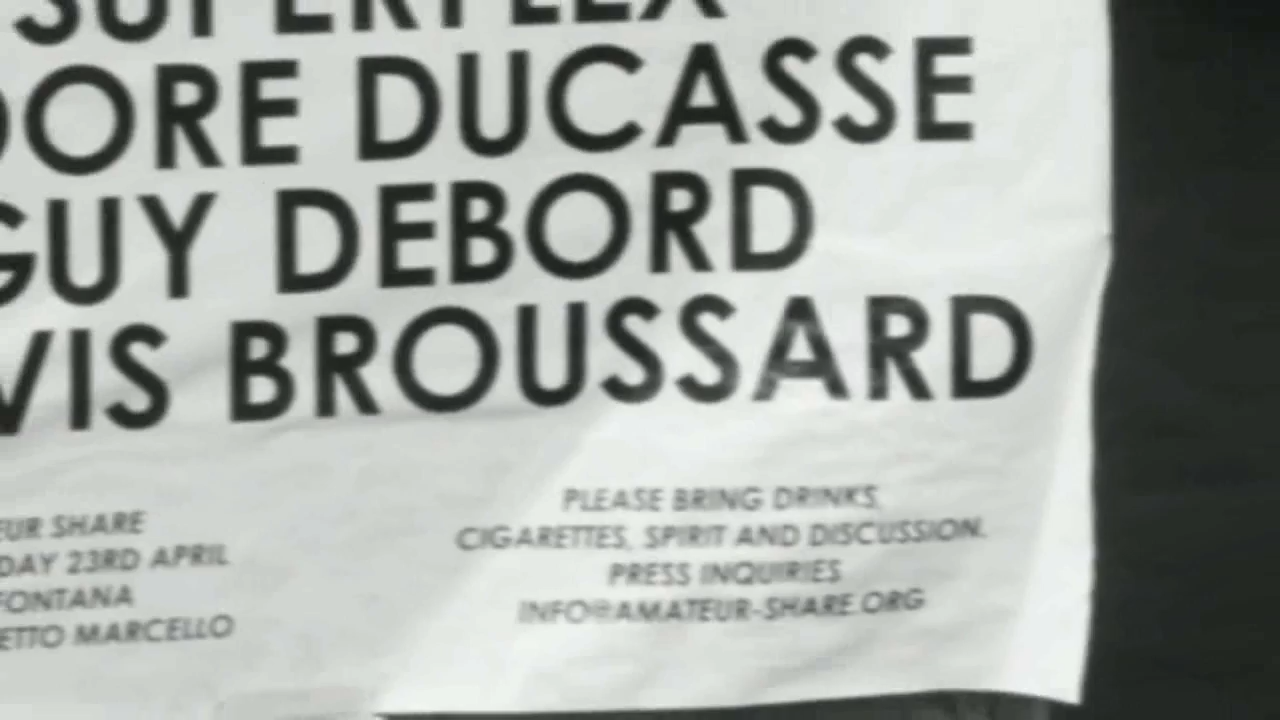 SUPERFLEX
DORE DUCASSE
GUY DEBORD
VIS BROUSSARD
EUR SHARE
DAY 23RD APRIL
FONTANA
ETTO MARCELLO
PLEASE BRING DRINKS,
CIGARETTES, SPIRIT AND DISCUSSION.
PRESS INQUIRIES
INFO@AMATEUR-SHARE.ORG